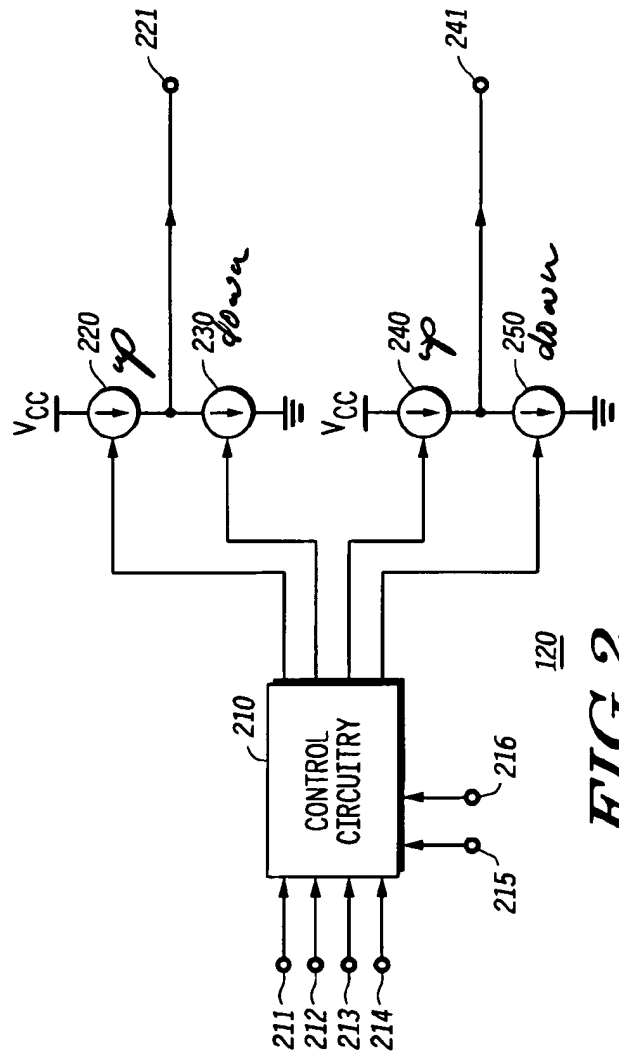 221
241
VCC
220
up
230
down
VCC
240
up
250
down
210
CONTROL
CIRCUITRY
211
212
213
214
215
216
120
FIG.2